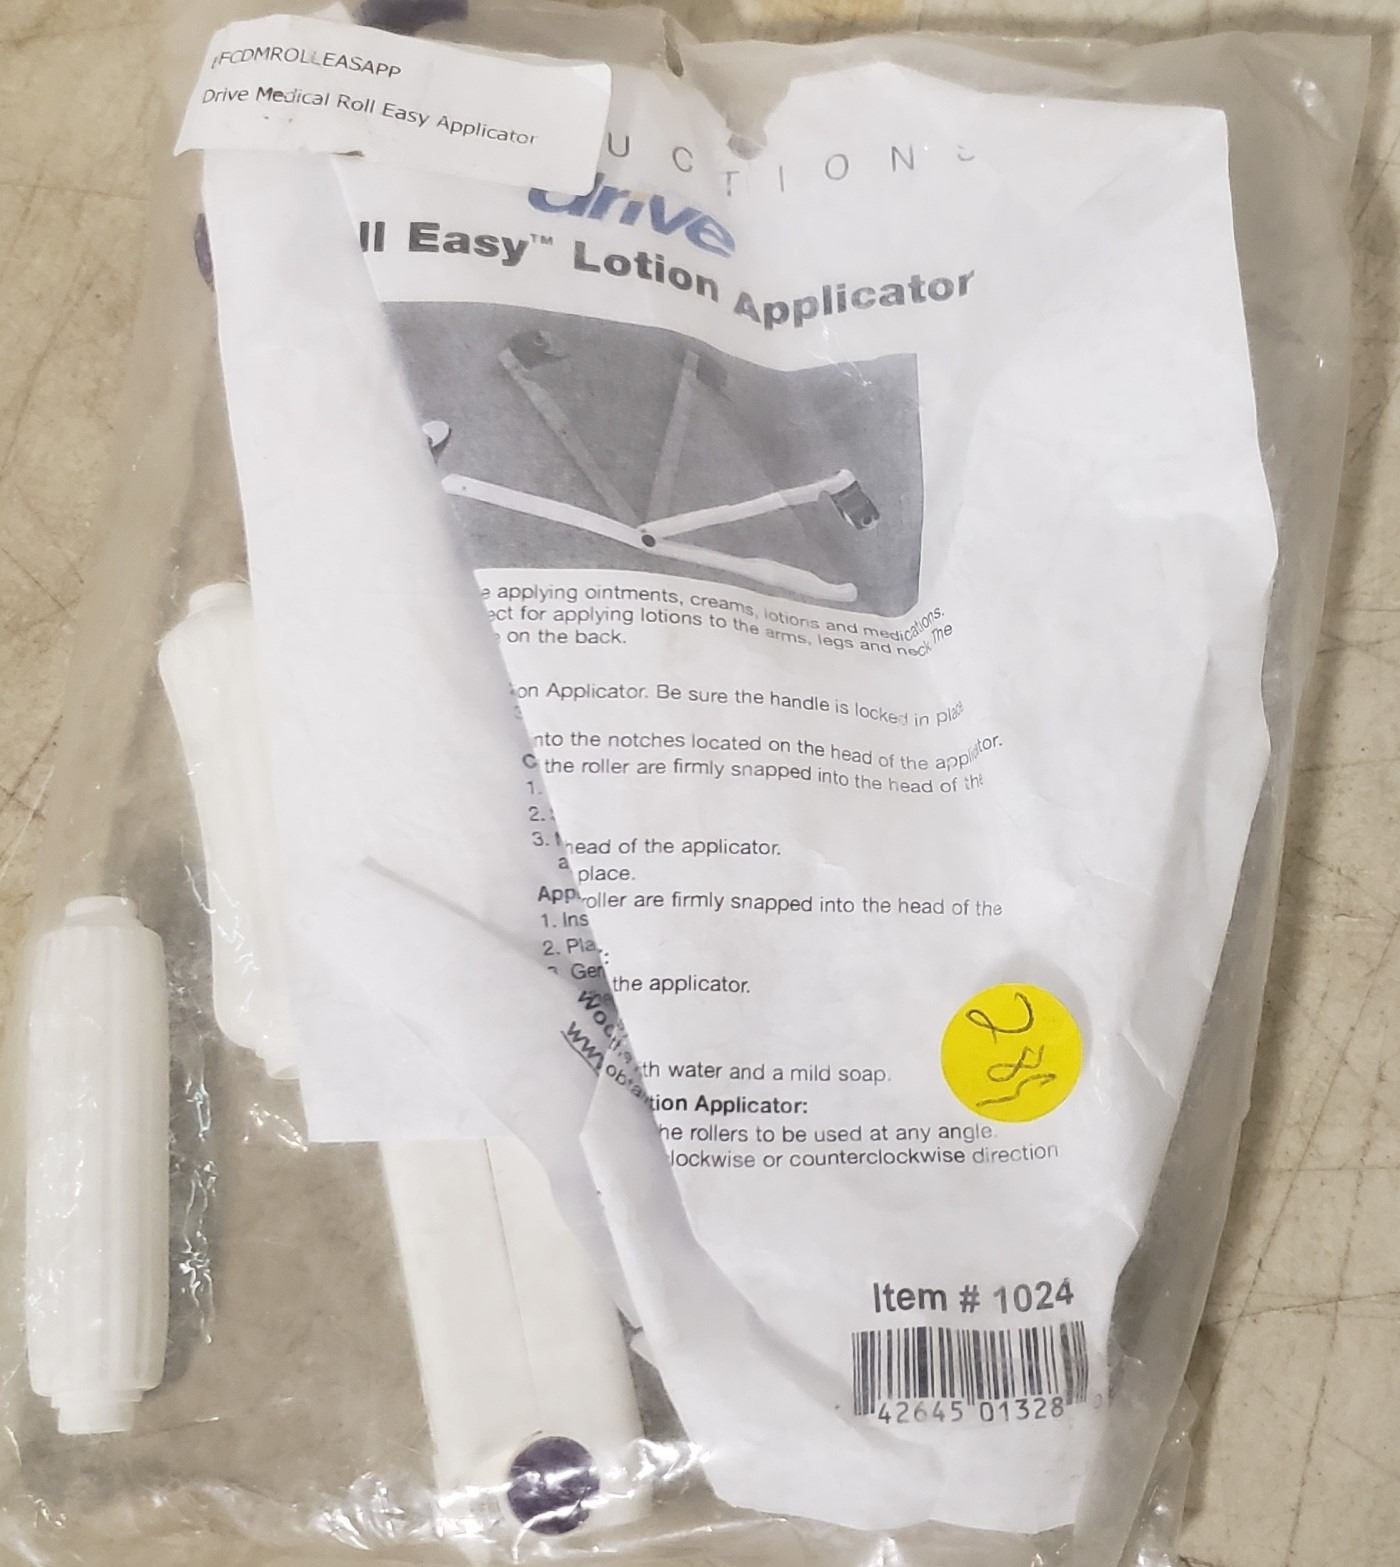 FCDMROLLEASAPP
Drive Medical Roll Easy Applicator
UCTION
drive
ll Easy™ Lotion Applicator
applying ointments, creams, lotions and medications.
ect for applying lotions to the arms, legs and neck. The
on the back.
on Applicator. Be sure the handle is locked in place
nto the notches located on the head of the applicator.
the roller are firmly snapped into the head of the
1.
2.
3.
head of the applicator.
a place.
App
oller are firmly snapped into the head of the
1. Ins
2. Pla
Gen
the applicator.
th water and a mild soap.
tion Applicator:
he rollers to be used at any angle.
lockwise or counterclockwise direction
285
Item # 1024
42645 01328